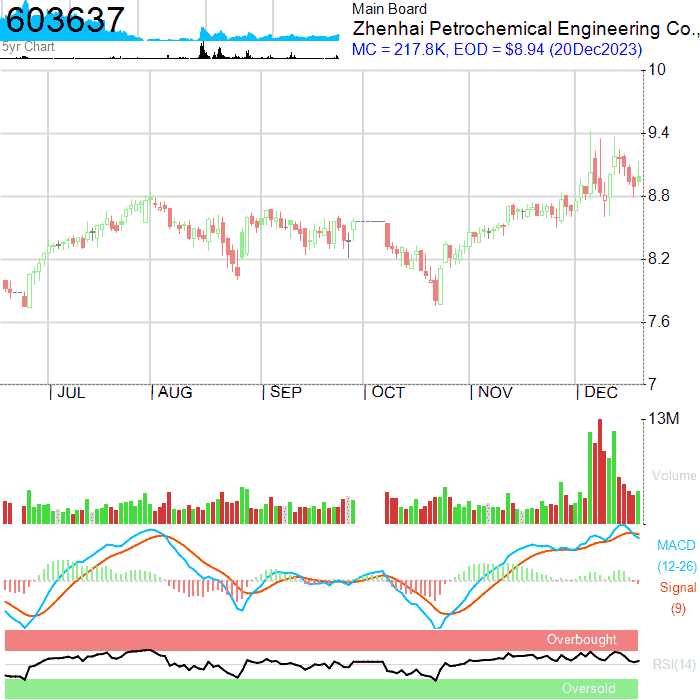 603637
5yr Chart
Main Board
Zhenhai Petrochemical Engineering Co.,
MC = 217.8K, EOD = $8.94 (20Dec2023)
10
9.4
8.8
8.2
7.6
7
JUL AUG SEP OCT NOV DEC
13M
Volume
MACD
(12-26)
Signal
(9)
Overbought
RSI(14)
Oversold